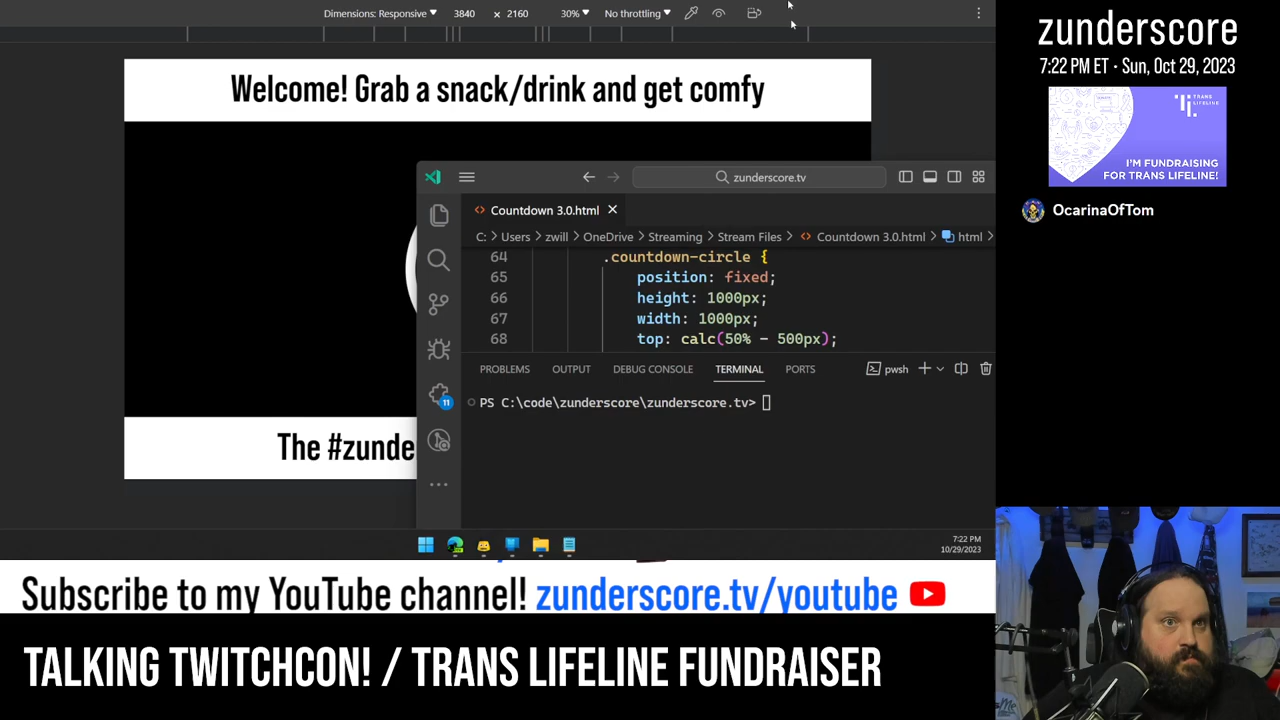 Dimensions: Responsive
3840 x 2160
30%
No throttling
Welcome! Grab a snack/drink and get comfy
zunderscore.tv
Countdown 3.0.html
C: > Users > zwill > OneDrive > Streaming > Stream Files > Countdown 3.0.html > html >
64 .countdown-circle {
65 position: fixed;
66 height: 1000px;
67 width: 1000px;
68 top: calc(50% - 500px);
PROBLEMS OUTPUT DEBUG CONSOLE TERMINAL PORTS
pwsh
11
PS C:\code\zunderscore\zunderscore.tv>
The #zunde
7:22 PM
10/29/2023
zunderscore
7:22 PM ET · Sun, Oct 29, 2023
TRANS
LIFELINE
I'M FUNDRAISING
FOR TRANS LIFELINE!
OcarinaOfTom
Subscribe to my YouTube channel! zunderscore.tv/youtube
TALKING TWITCHCON! / TRANS LIFELINE FUNDRAISER